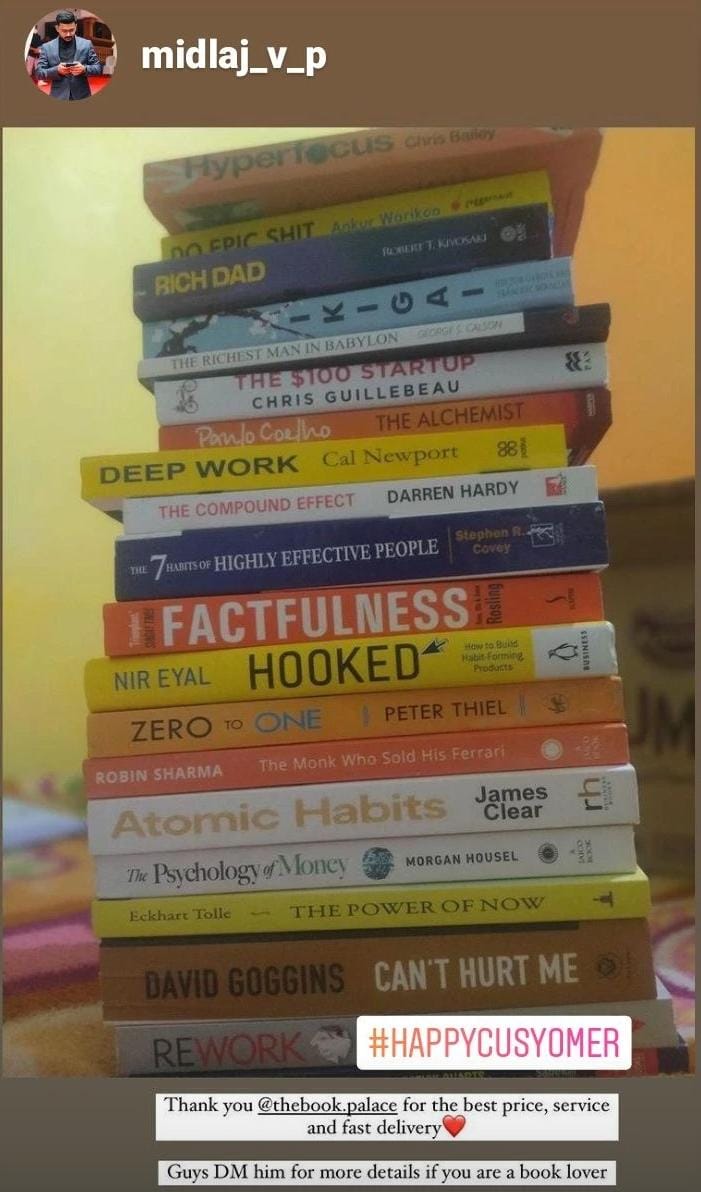 midlaj_v_p
Hyperfocus Chris Bailey
DO EPIC SHIT Ankur Warikoo
RICH DAD ROBERT T. KIYOSAKI
IKIGAI
THE RICHEST MAN IN BABYLON GEORGE S. CALSON
THE $100 STARTUP
CHRIS GUILLEBEAU
PAN
Paulo Coelho THE ALCHEMIST
DEEP WORK Cal Newport
THE COMPOUND EFFECT DARREN HARDY
THE 7 HABITS OF HIGHLY EFFECTIVE PEOPLE Stephen R.
Covey
FACTFULNESS Rosling
NIR EYAL HOOKED How to Build
Habit-Forming
Products
BUSINESS
ZERO TO ONE PETER THIEL
ROBIN SHARMA The Monk Who Sold His Ferrari
Atomic Habits James
Clear
rh
The Psychology of Money MORGAN HOUSEL JAICO
BOOK
Eckhart Tolle THE POWER OF NOW
DAVID GOGGINS CAN'T HURT ME
REWORK
#HAPPYCUSYOMER
Thank you @thebook.palace for the best price, service
and fast delivery❤️
Guys DM him for more details if you are a book lover